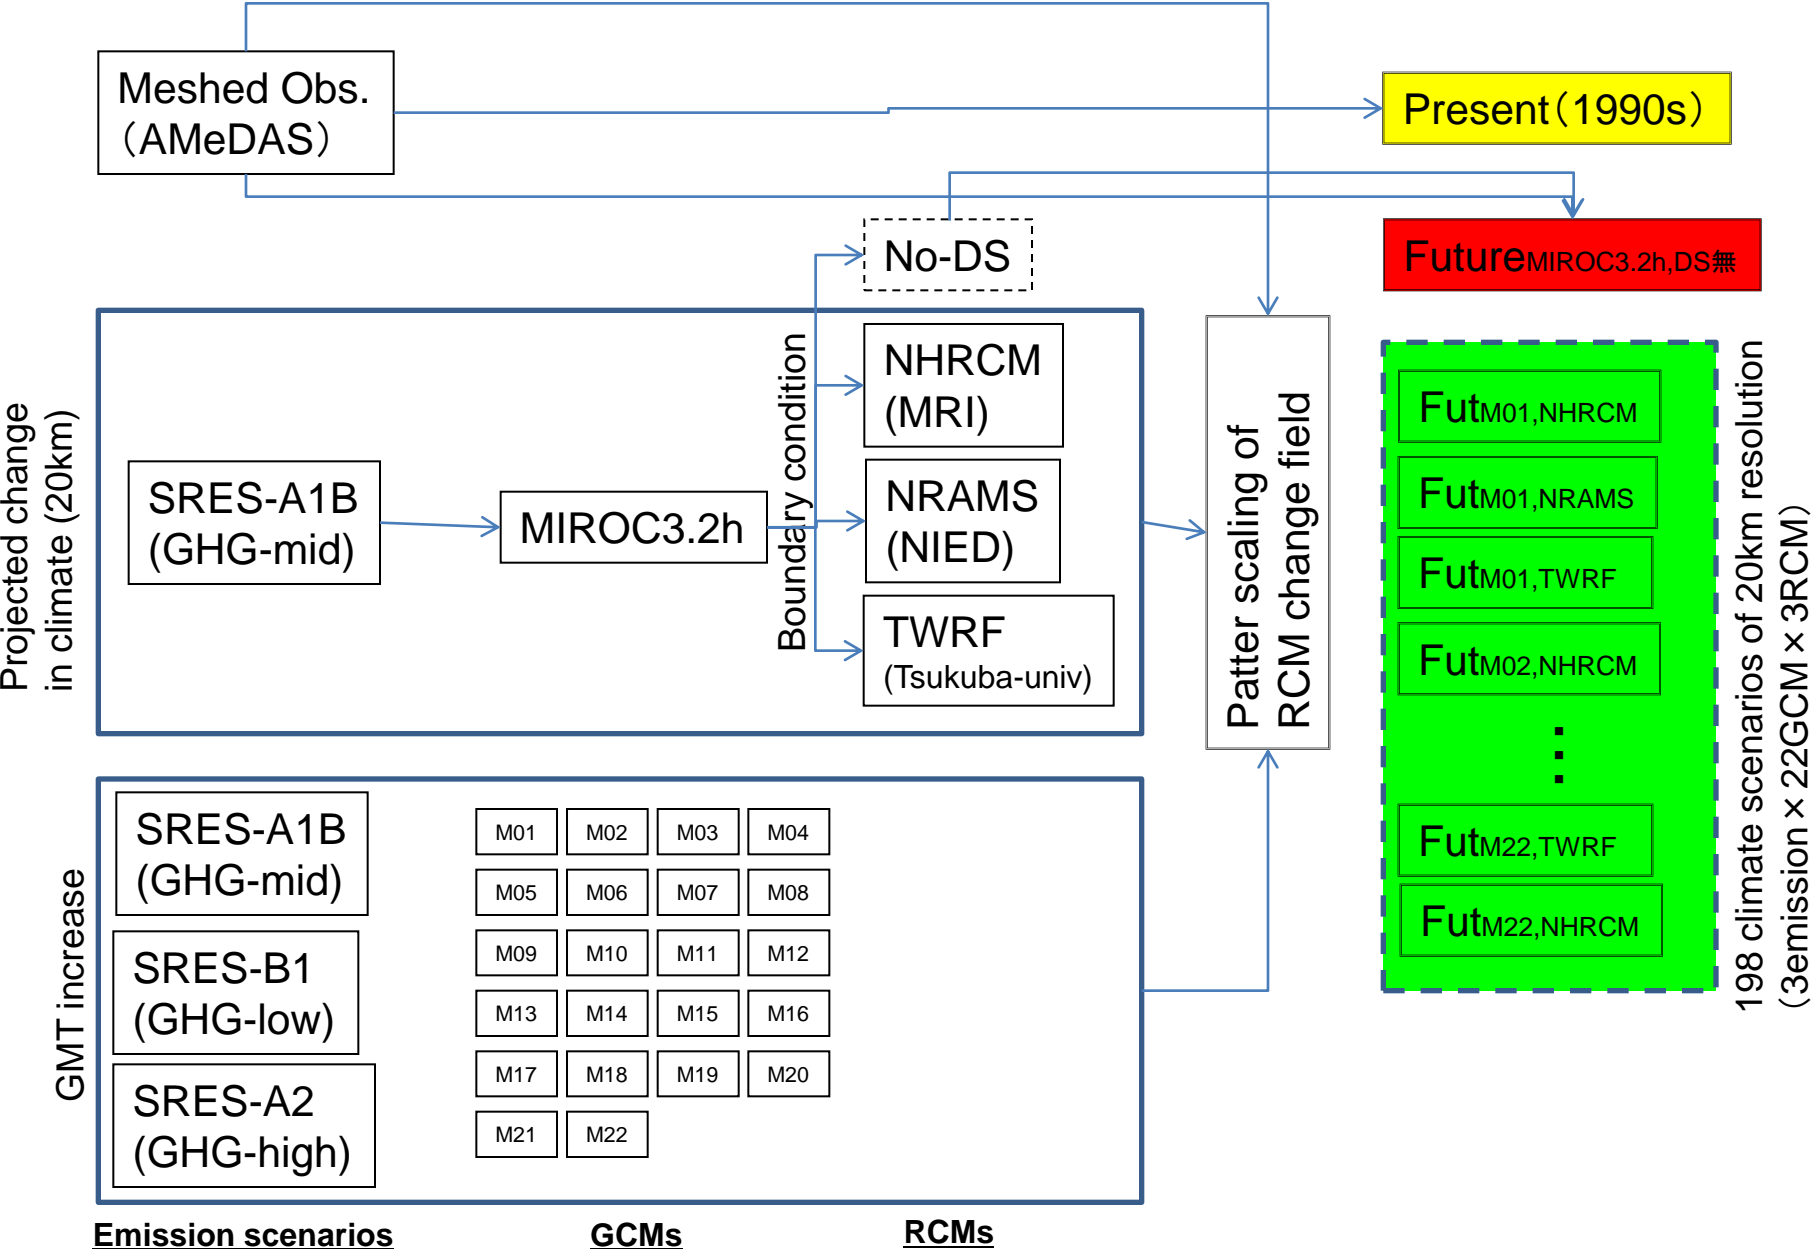 Meshed Obs.
（AMeDAS）
Present（1990s）
No-DS
FutureMIROC3.2h,DS無
Projected change
in climate (20km)
SRES-A1B
(GHG-mid)
MIROC3.2h
Boundary condition
NHRCM
(MRI)
NRAMS
(NIED)
TWRF
(Tsukuba-univ)
Patter scaling of
RCM change field
FutM01,NHRCM
FutM01,NRAMS
FutM01,TWRF
FutM02,NHRCM
⋮
FutM22,TWRF
FutM22,NHRCM
198 climate scenarios of 20km resolution
（3emission×22GCM×3RCM）
GMT increase
SRES-A1B
(GHG-mid)
SRES-B1
(GHG-low)
SRES-A2
(GHG-high)
M01 M02 M03 M04
M05 M06 M07 M08
M09 M10 M11 M12
M13 M14 M15 M16
M17 M18 M19 M20
M21 M22
Emission scenarios
GCMs
RCMs